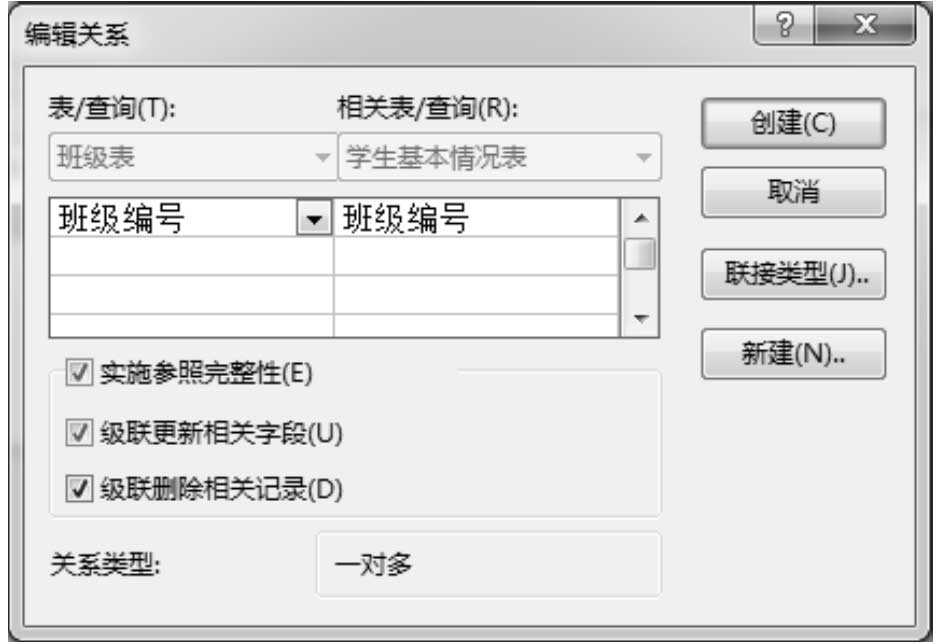 编辑关系
表/查询(T): 相关表/查询(R):
班级表 学生基本情况表
班级编号 班级编号
实施参照完整性(E)
级联更新相关字段(U)
级联删除相关记录(D)
关系类型: 一对多
创建(C)
取消
联接类型(J)..
新建(N)..